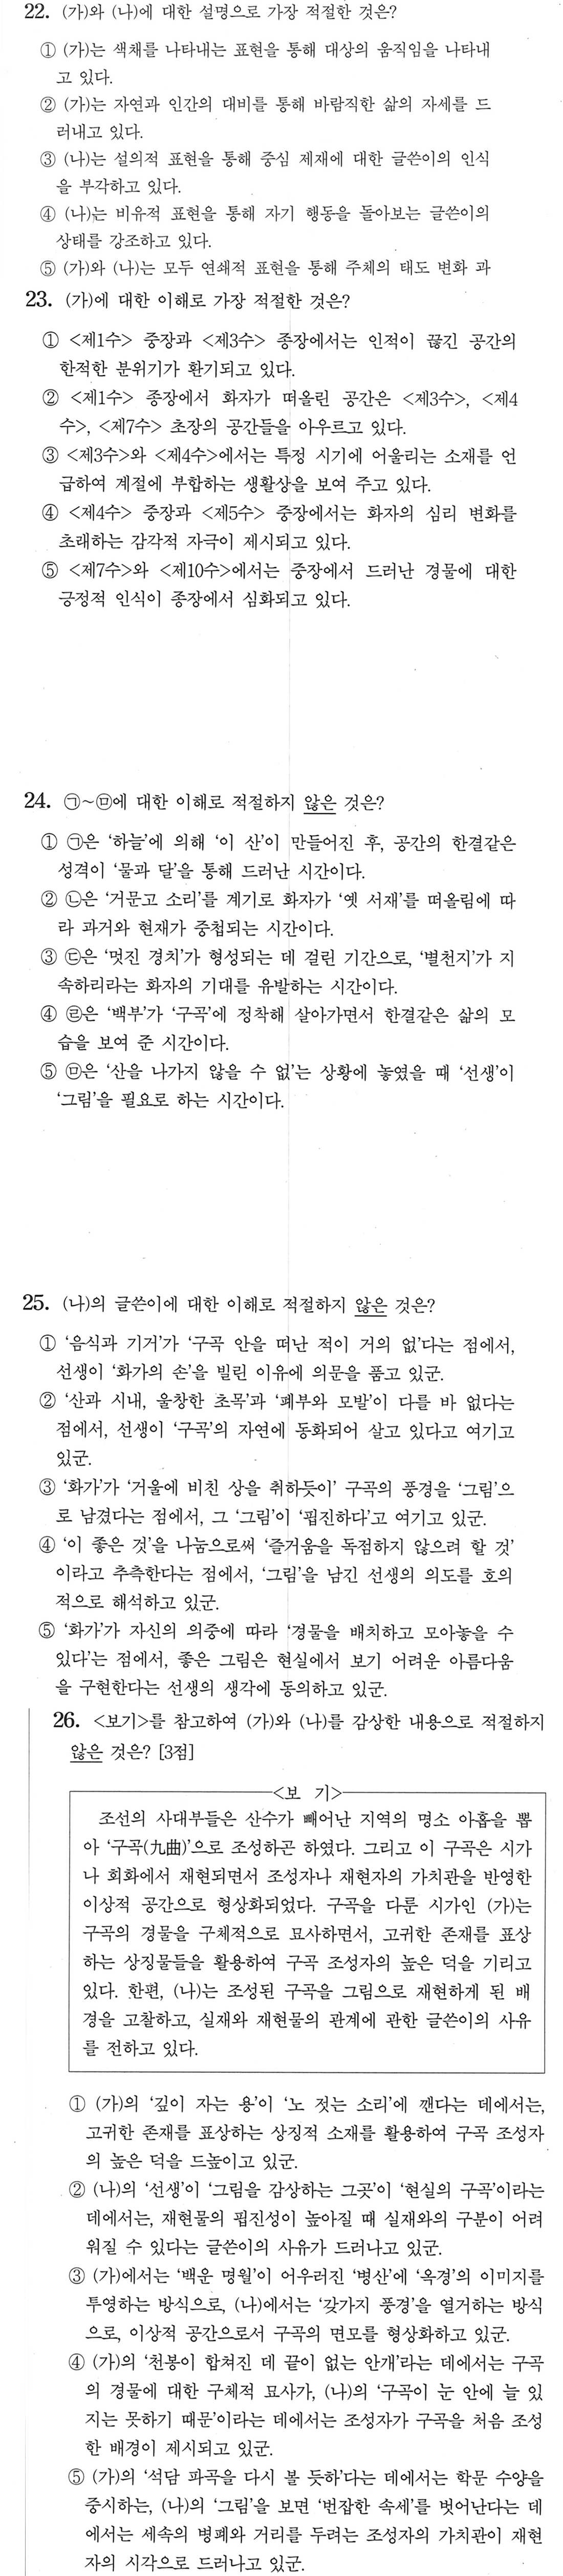 22. (가)와 (나)에 대한 설명으로 가장 적절한 것은?
① (가)는 색채를 나타내는 표현을 통해 대상의 움직임을 나타내
고 있다.
② (가)는 자연과 인간의 대비를 통해 바람직한 삶의 자세를 드
러내고 있다.
③ (나)는 설의적 표현을 통해 중심 제재에 대한 글쓴이의 인식
을 부각하고 있다.
④ (나)는 비유적 표현을 통해 자기 행동을 돌아보는 글쓴이의
상태를 강조하고 있다.
⑤ (가)와 (나)는 모두 연쇄적 표현을 통해 주체의 태도 변화 과
23. (가)에 대한 이해로 가장 적절한 것은?
① <제1수> 중장과 <제3수> 종장에서는 인적이 끊긴 공간의
한적한 분위기가 환기되고 있다.
② <제1수> 종장에서 화자가 떠올린 공간은 <제3수>, <제4
수>, <제7수> 초장의 공간들을 아우르고 있다.
③ <제3수>와 <제4수>에서는 특정 시기에 어울리는 소재를 언
급하여 계절에 부합하는 생활상을 보여 주고 있다.
④ <제4수> 중장과 <제5수> 중장에서는 화자의 심리 변화를
초래하는 감각적 자극이 제시되고 있다.
⑤ <제7수>와 <제10수>에서는 중장에서 드러난 경물에 대한
긍정적 인식이 종장에서 심화되고 있다.
24. ㉠~㉤에 대한 이해로 적절하지 않은 것은?
① ㉠은 ‘하늘’에 의해 ‘이 산’이 만들어진 후, 공간의 한결같은
성격이 ‘물과 달’을 통해 드러난 시간이다.
② ㉡은 ‘거문고 소리’를 계기로 화자가 ‘옛 서재’를 떠올림에 따
라 과거와 현재가 중첩되는 시간이다.
③ ㉢은 ‘멋진 경치’가 형성되는 데 걸린 기간으로, ‘별천지’가 지
속하리라는 화자의 기대를 유발하는 시간이다.
④ ㉣은 ‘백부’가 ‘구곡’에 정착해 살아가면서 한결같은 삶의 모
습을 보여 준 시간이다.
⑤ ㉤은 ‘산을 나가지 않을 수 없’는 상황에 놓였을 때 ‘선생’이
‘그림’을 필요로 하는 시간이다.
25. (나)의 글쓴이에 대한 이해로 적절하지 않은 것은?
① ‘음식과 기거’가 ‘구곡 안을 떠난 적이 거의 없’다는 점에서,
선생이 ‘화가의 손’을 빌린 이유에 의문을 품고 있군.
② ‘산과 시내, 울창한 초목’과 ‘폐부와 모발’이 다를 바 없다는
점에서, 선생이 ‘구곡’의 자연에 동화되어 살고 있다고 여기고
있군.
③ ‘화가’가 ‘거울에 비친 상을 취하듯이’ 구곡의 풍경을 ‘그림’으
로 남겼다는 점에서, 그 ‘그림’이 ‘핍진하다’고 여기고 있군.
④ ‘이 좋은 것’을 나눔으로써 ‘즐거움을 독점하지 않으려 할 것’
이라고 추측한다는 점에서, ‘그림’을 남긴 선생의 의도를 호의
적으로 해석하고 있군.
⑤ ‘화가’가 자신의 의중에 따라 ‘경물을 배치하고 모아놓을 수
있다’는 점에서, 좋은 그림은 현실에서 보기 어려운 아름다움
을 구현한다는 선생의 생각에 동의하고 있군.
26. <보기>를 참고하여 (가)와 (나)를 감상한 내용으로 적절하지
않은 것은? [3점]
<보 기>
조선의 사대부들은 산수가 빼어난 지역의 명소 아홉을 뽑
아 ‘구곡(九曲)’으로 조성하곤 하였다. 그리고 이 구곡은 시가
나 회화에서 재현되면서 조성자나 재현자의 가치관을 반영한
이상적 공간으로 형상화되었다. 구곡을 다룬 시가인 (가)는
구곡의 경물을 구체적으로 묘사하면서, 고귀한 존재를 표상
하는 상징물들을 활용하여 구곡 조성자의 높은 덕을 기리고
있다. 한편, (나)는 조성된 구곡을 그림으로 재현하게 된 배
경을 고찰하고, 실재와 재현물의 관계에 관한 글쓴이의 사유
를 전하고 있다.
① (가)의 ‘깊이 자는 용’이 ‘노 젓는 소리’에 깬다는 데에서는,
고귀한 존재를 표상하는 상징적 소재를 활용하여 구곡 조성자
의 높은 덕을 드높이고 있군.
② (나)의 ‘선생’이 ‘그림을 감상하는 그곳’이 ‘현실의 구곡’이라는
데에서는, 재현물의 핍진성이 높아질 때 실재와의 구분이 어려
워질 수 있다는 글쓴이의 사유가 드러나고 있군.
③ (가)에서는 ‘백운 명월’이 어우러진 ‘병산’에 ‘옥경’의 이미지를
투영하는 방식으로, (나)에서는 ‘갖가지 풍경’을 열거하는 방식
으로, 이상적 공간으로서 구곡의 면모를 형상화하고 있군.
④ (가)의 ‘천봉이 합쳐진 데 끝이 없는 안개’라는 데에서는 구곡
의 경물에 대한 구체적 묘사가, (나)의 ‘구곡이 눈 안에 늘 있
지는 못하기 때문’이라는 데에서는 조성자가 구곡을 처음 조성
한 배경이 제시되고 있군.
⑤ (가)의 ‘석담 파곡을 다시 볼 듯하’다는 데에서는 학문 수양을
중시하는, (나)의 ‘그림’을 보면 ‘번잡한 속세’를 벗어난다는 데
에서는 세속의 병폐와 거리를 두려는 조성자의 가치관이 재현
자의 시각으로 드러나고 있군.